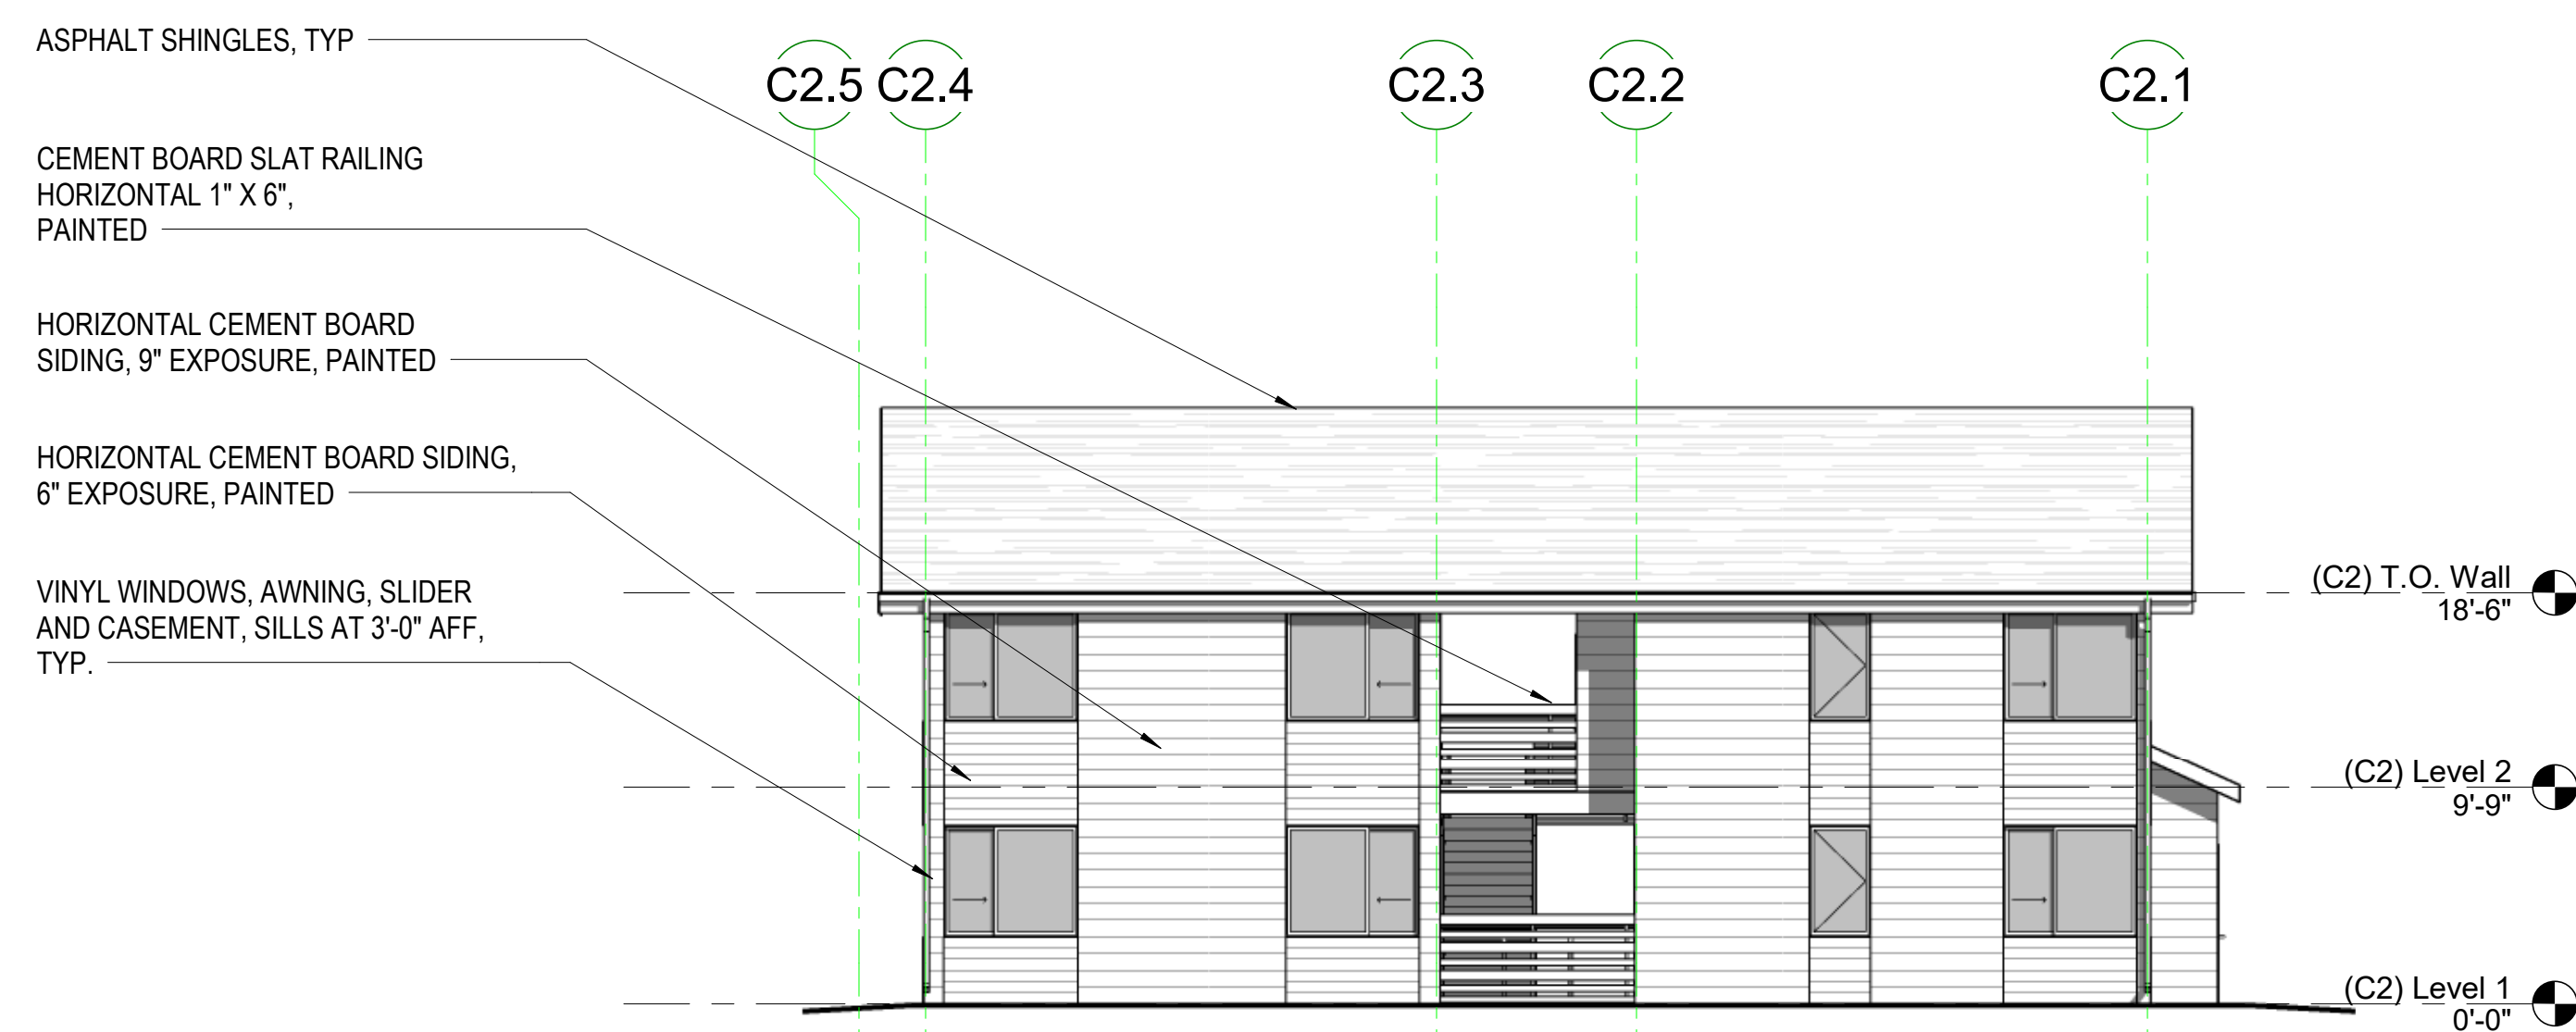 ASPHALT SHINGLES, TYP
C2.5 C2.4 C2.3 C2.2 C2.1
CEMENT BOARD SLAT RAILING
HORIZONTAL 1" X 6",
PAINTED
HORIZONTAL CEMENT BOARD
SIDING, 9" EXPOSURE, PAINTED
HORIZONTAL CEMENT BOARD SIDING,
6" EXPOSURE, PAINTED
VINYL WINDOWS, AWNING, SLIDER
AND CASEMENT, SILLS AT 3'-0" AFF,
TYP.
(C2) T.O. Wall
18'-6"
(C2) Level 2
9'-9"
(C2) Level 1
0'-0"